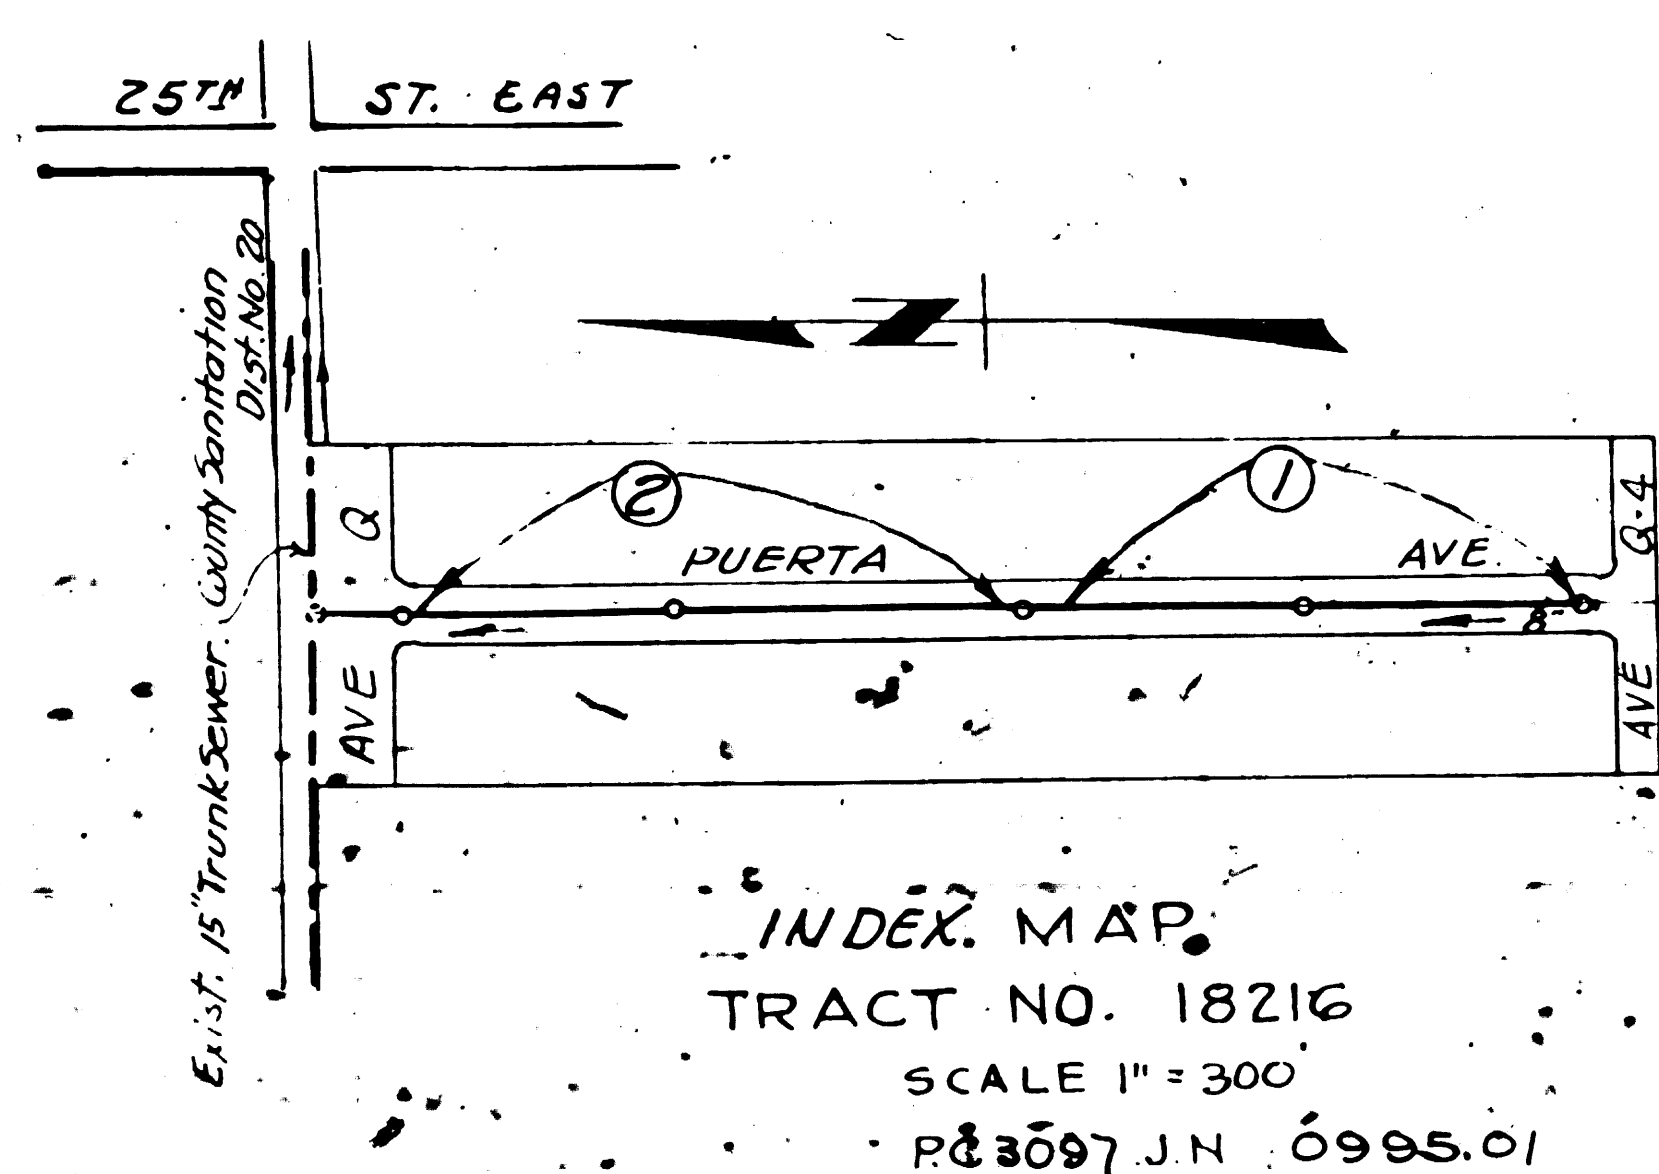 25TH ST. EAST
Exist. 15" Trunk Sewer. County Sanitation
Dist. No. 20
N
2
1
Q
AVE
PUERTA AVE.
8"
Q-4
AVE
INDEX MAP
TRACT NO. 18216
SCALE 1" = 300'
P.C. 3097 J.N 0995.01